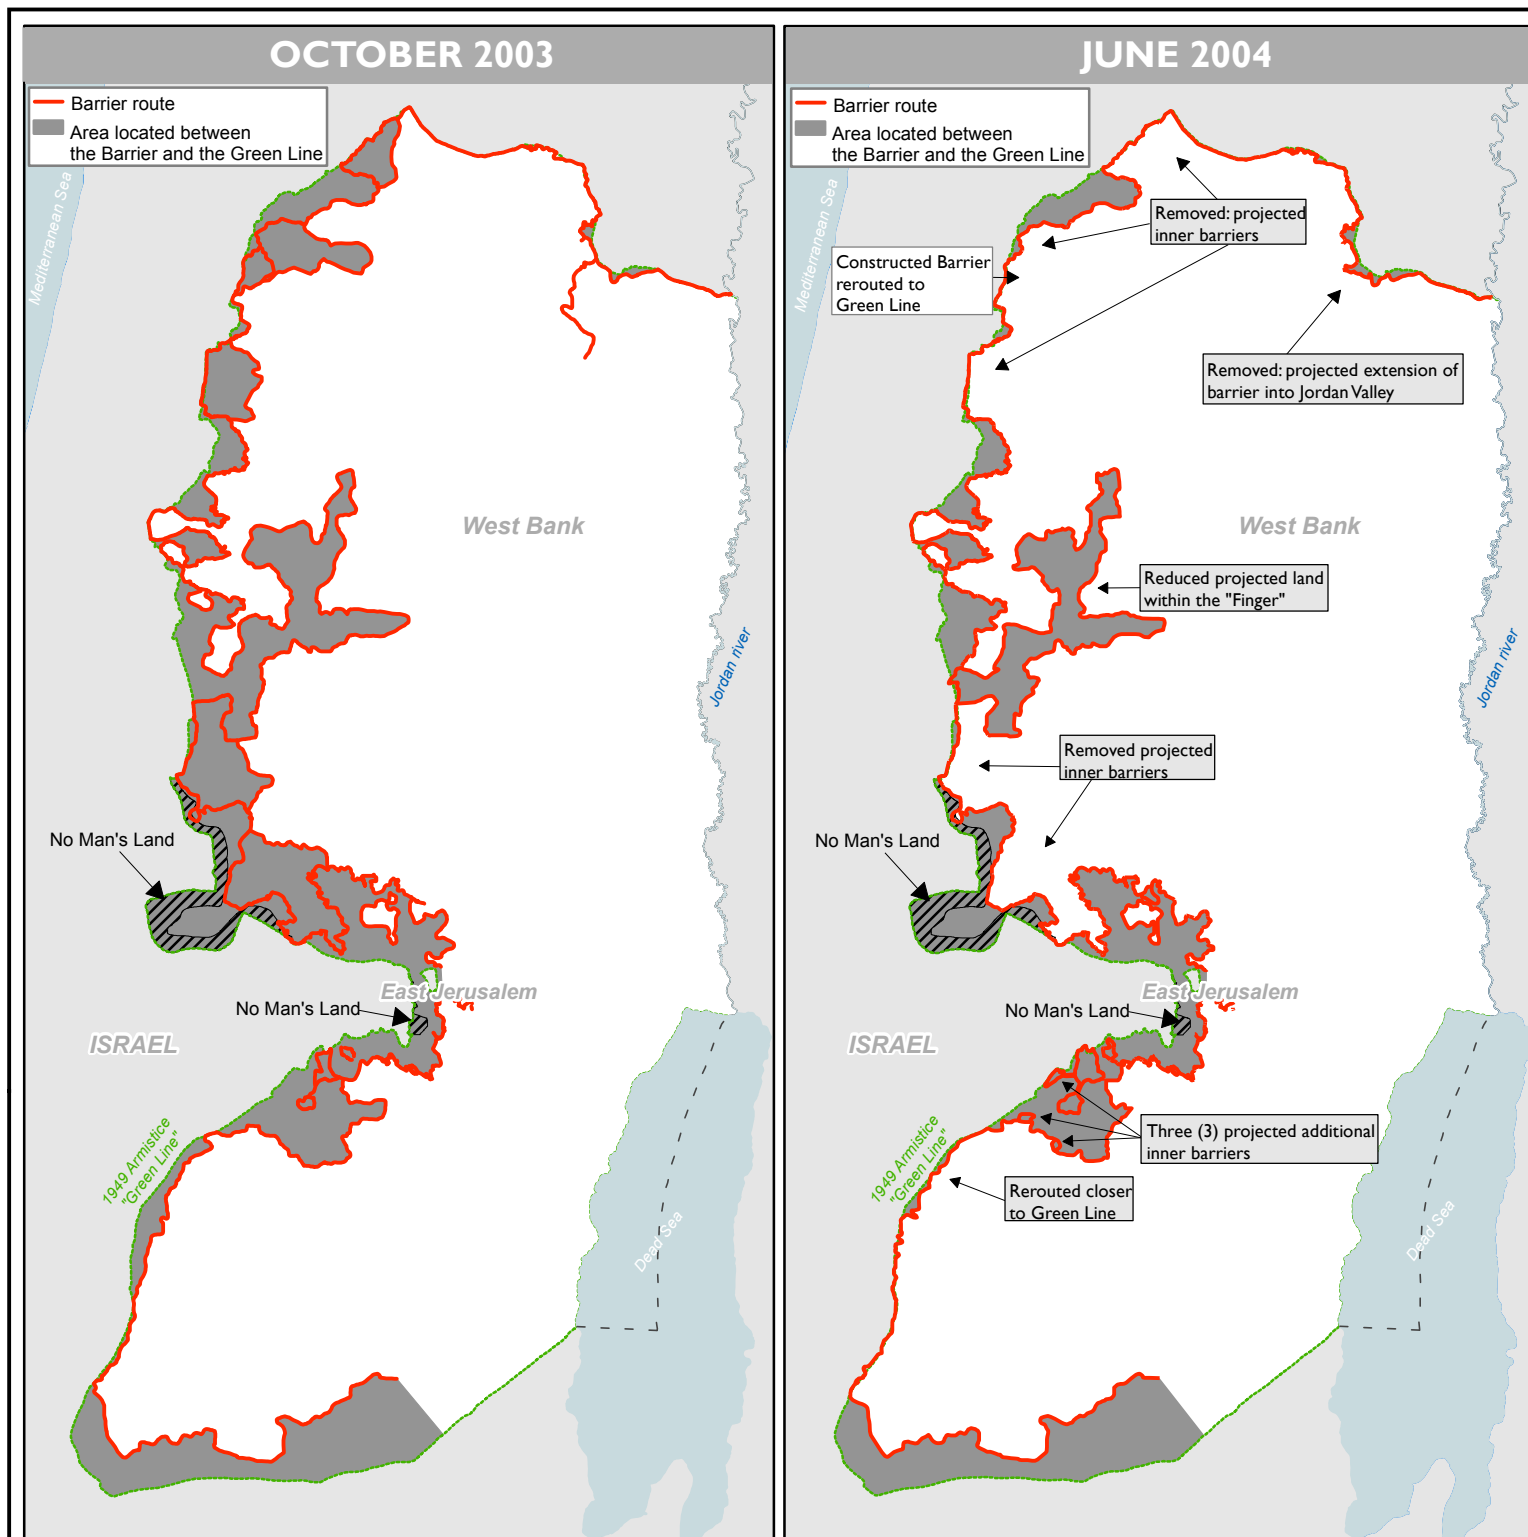 OCTOBER 2003
Barrier route
Area located between
the Barrier and the Green Line
Mediterranean Sea
West Bank
Jordan river
No Man's Land
East Jerusalem
No Man's Land
ISRAEL
1949 Armistice
"Green Line"
Dead Sea
JUNE 2004
Barrier route
Area located between
the Barrier and the Green Line
Mediterranean Sea
Removed: projected
inner barriers
Constructed Barrier
rerouted to
Green Line
Removed: projected extension of
barrier into Jordan Valley
West Bank
Reduced projected land
within the "Finger"
Jordan river
Removed projected
inner barriers
No Man's Land
East Jerusalem
No Man's Land
ISRAEL
1949 Armistice
"Green Line"
Three (3) projected additional
inner barriers
Rerouted closer
to Green Line
Dead Sea